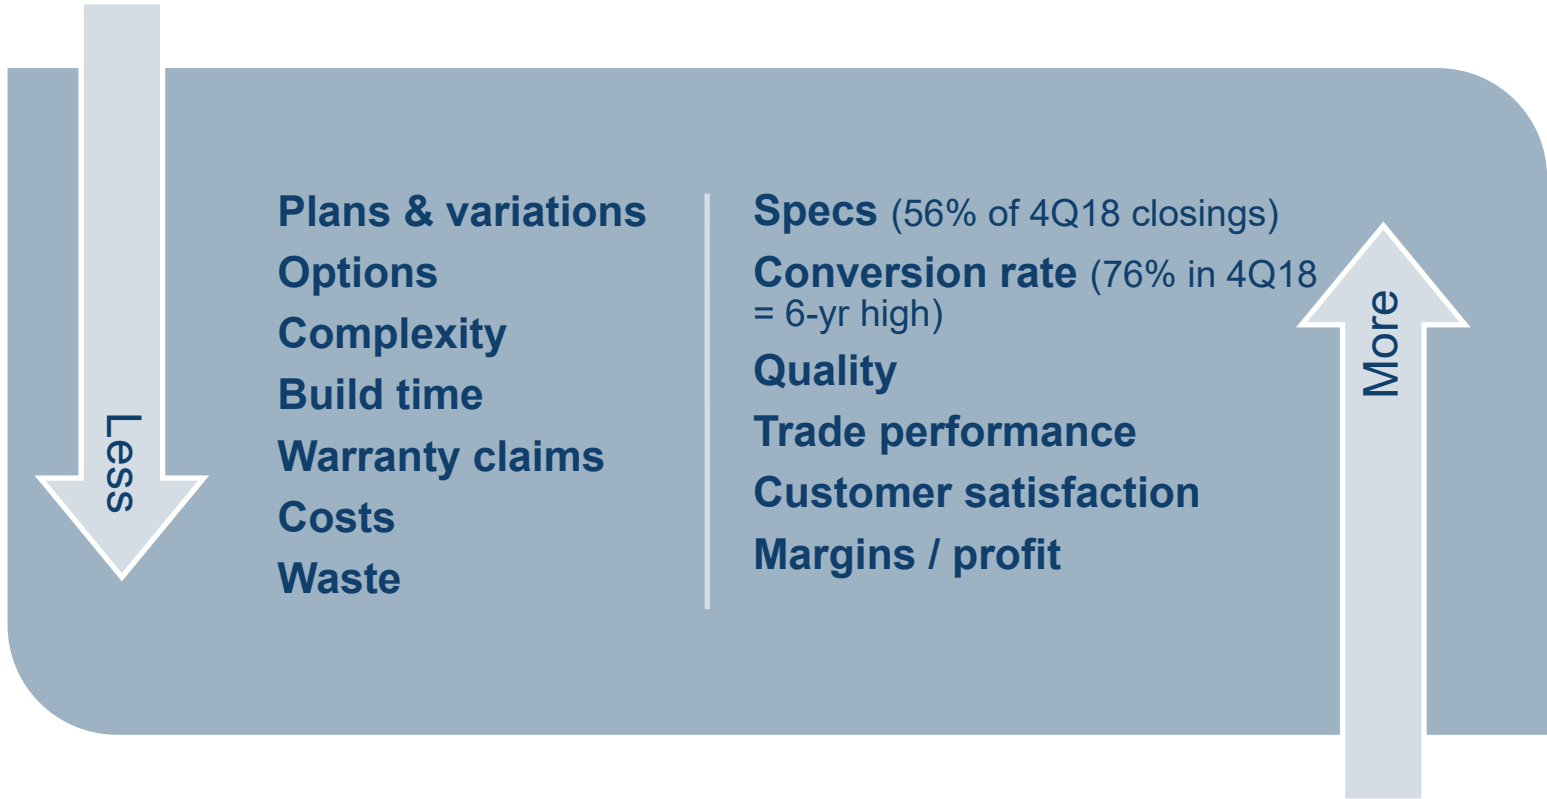 Less
Plans & variations
Options
Complexity
Build time
Warranty claims
Costs
Waste
Specs (56% of 4Q18 closings)
Conversion rate (76% in 4Q18
= 6-yr high)
Quality
Trade performance
Customer satisfaction
Margins / profit
More